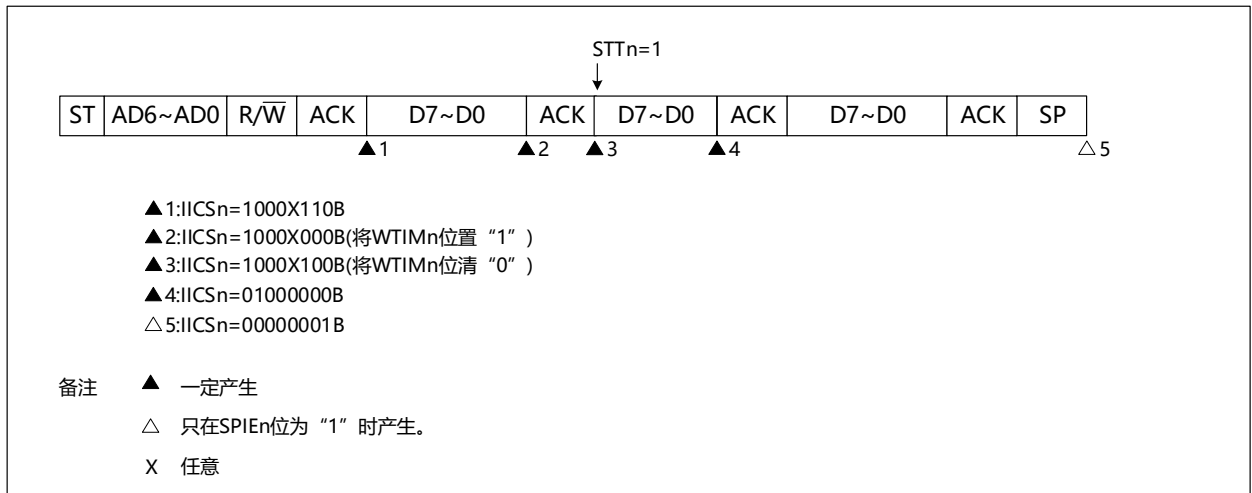 STTn=1
ST AD6~AD0 R/W̅ ACK D7~D0 ACK D7~D0 ACK D7~D0 ACK SP
▲1 ▲2 ▲3 ▲4 △5
▲1:IICSn=1000X110B
▲2:IICSn=1000X000B(将WTIMn位置“1”)
▲3:IICSn=1000X100B(将WTIMn位清“0”)
▲4:IICSn=01000000B
△5:IICSn=00000001B
备注 ▲ 一定产生
△ 只在SPIEn位为“1”时产生。
X 任意